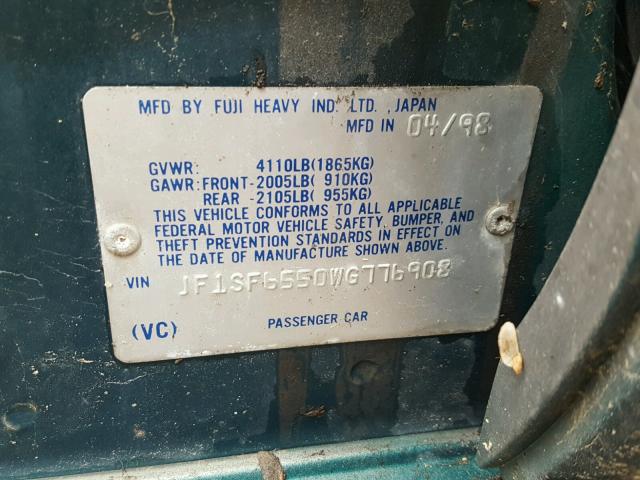 MFD BY FUJI HEAVY IND. LTD. ,JAPAN
MFD IN 04/98
GVWR: 4110LB(1865KG)
GAWR: FRONT-2005LB( 910KG)
REAR -2105LB( 955KG)
THIS VEHICLE CONFORMS TO ALL APPLICABLE
FEDERAL MOTOR VEHICLE SAFETY, BUMPER, AND
THEFT PREVENTION STANDARDS IN EFFECT ON
THE DATE OF MANUFACTURE SHOWN ABOVE.
VIN JF1SF6550WG776908
(VC) PASSENGER CAR